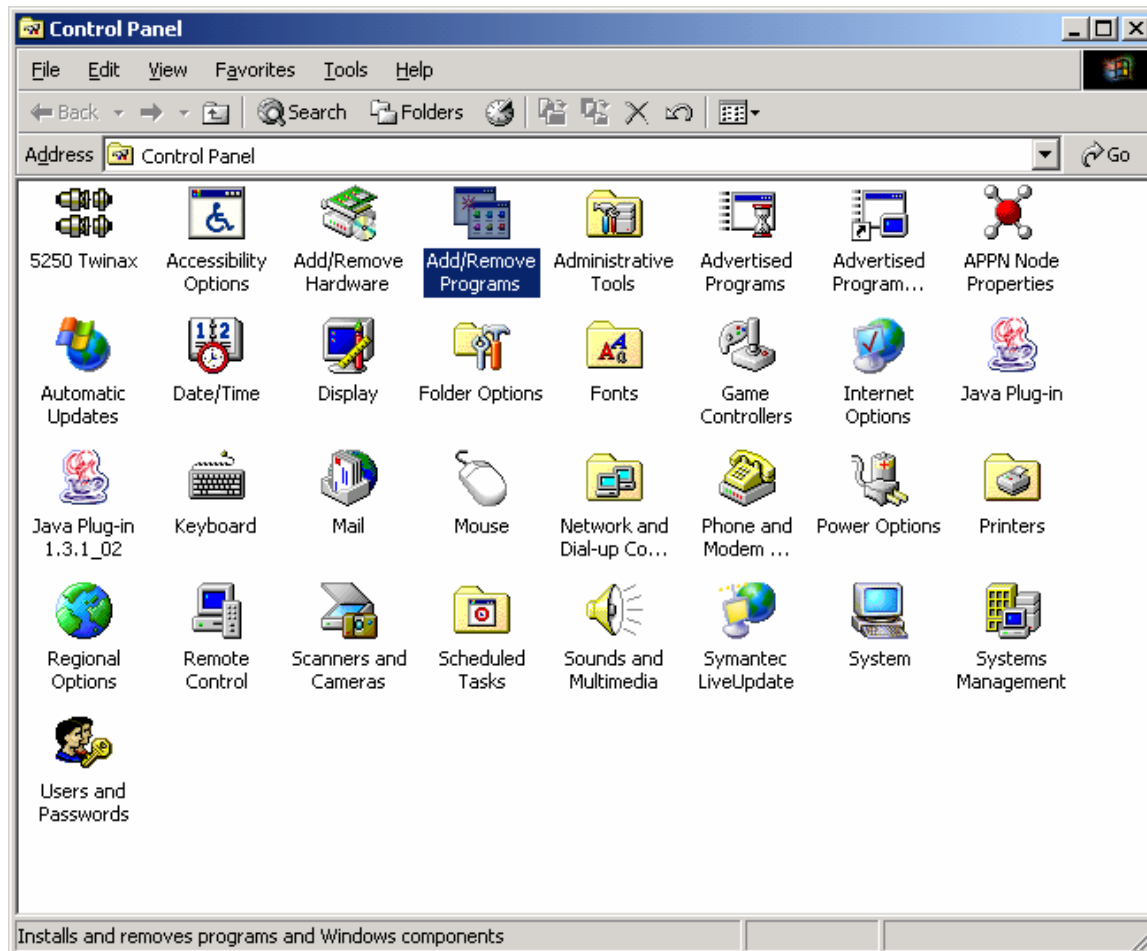 Control Panel
File Edit View Favorites Tools Help
Back Search Folders
Address Control Panel Go
5250 Twinax Accessibility Options Add/Remove Hardware Add/Remove Programs Administrative Tools Advertised Programs Advertised Program... APPN Node Properties
Automatic Updates Date/Time Display Folder Options Fonts Game Controllers Internet Options Java Plug-in
Java Plug-in 1.3.1_02 Keyboard Mail Mouse Network and Dial-up Co... Phone and Modem ... Power Options Printers
Regional Options Remote Control Scanners and Cameras Scheduled Tasks Sounds and Multimedia Symantec LiveUpdate System Systems Management
Users and Passwords
Installs and removes programs and Windows components